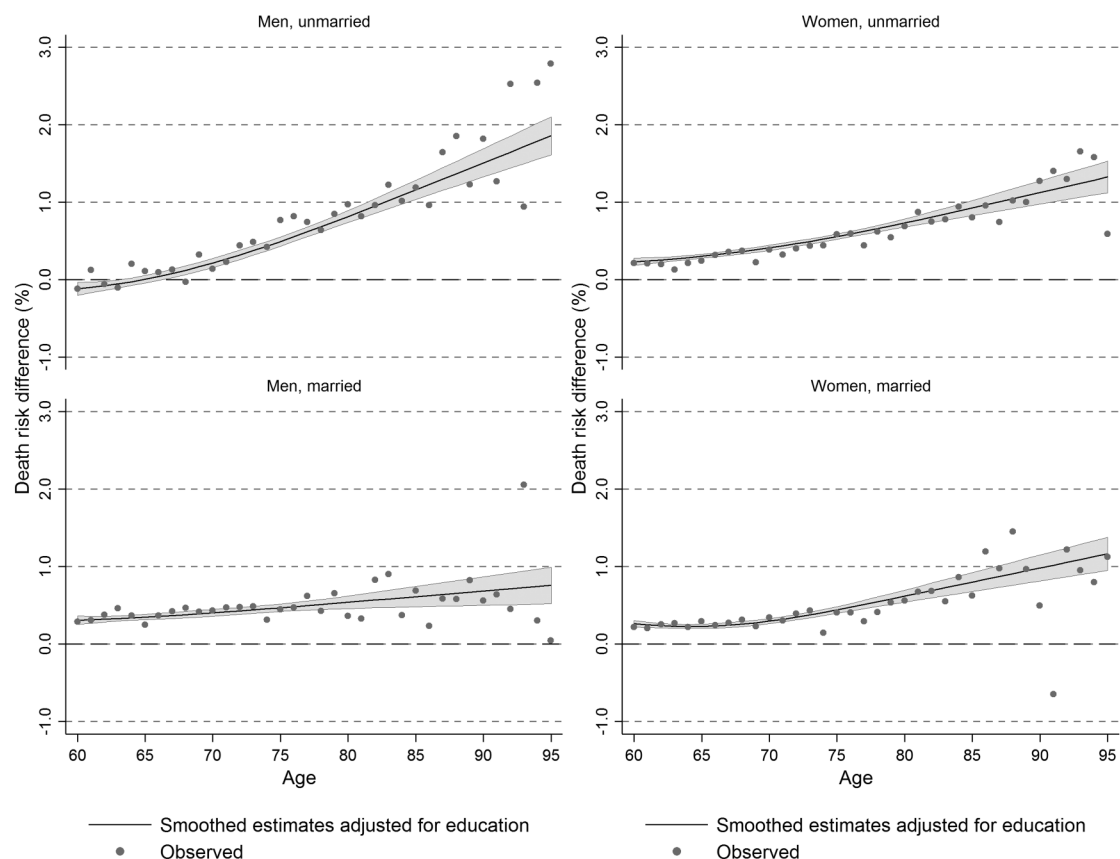 Men, unmarried
Women, unmarried
Death risk difference (%)
3.0
2.0
1.0
0.0
-1.0
Death risk difference (%)
3.0
2.0
1.0
0.0
-1.0
Men, married
Women, married
3.0
2.0
1.0
0.0
-1.0
3.0
2.0
1.0
0.0
-1.0
60 65 70 75 80 85 90 95
60 65 70 75 80 85 90 95
Age
Age
Smoothed estimates adjusted for education
Observed
Smoothed estimates adjusted for education
Observed